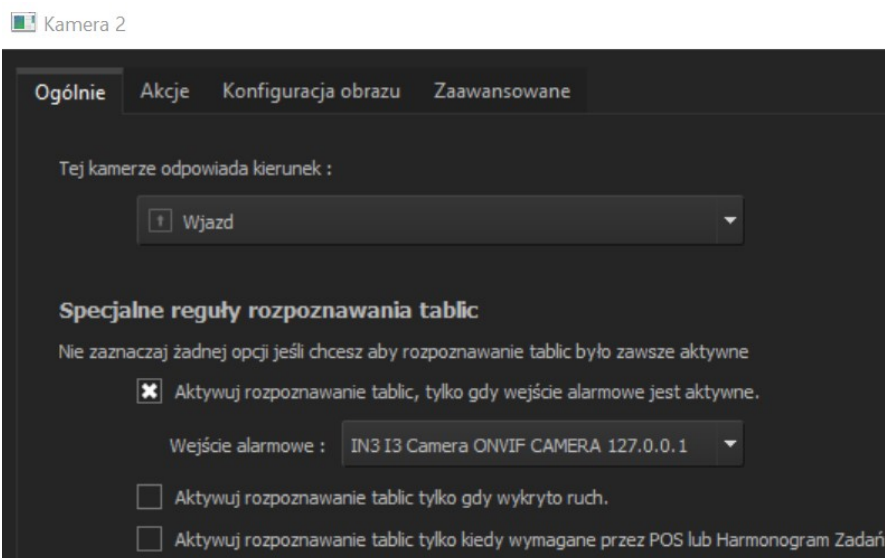 Kamera 2
Ogólnie Akcje Konfiguracja obrazu Zaawansowane
Tej kamerze odpowiada kierunek :
Wjazd
Specjalne reguły rozpoznawania tablic
Nie zaznaczaj żadnej opcji jeśli chcesz aby rozpoznawanie tablic było zawsze aktywne
Aktywuj rozpoznawanie tablic, tylko gdy wejście alarmowe jest aktywne.
Wejście alarmowe : IN3 I3 Camera ONVIF CAMERA 127.0.0.1
Aktywuj rozpoznawanie tablic tylko gdy wykryto ruch.
Aktywuj rozpoznawanie tablic tylko kiedy wymagane przez POS lub Harmonogram Zadań